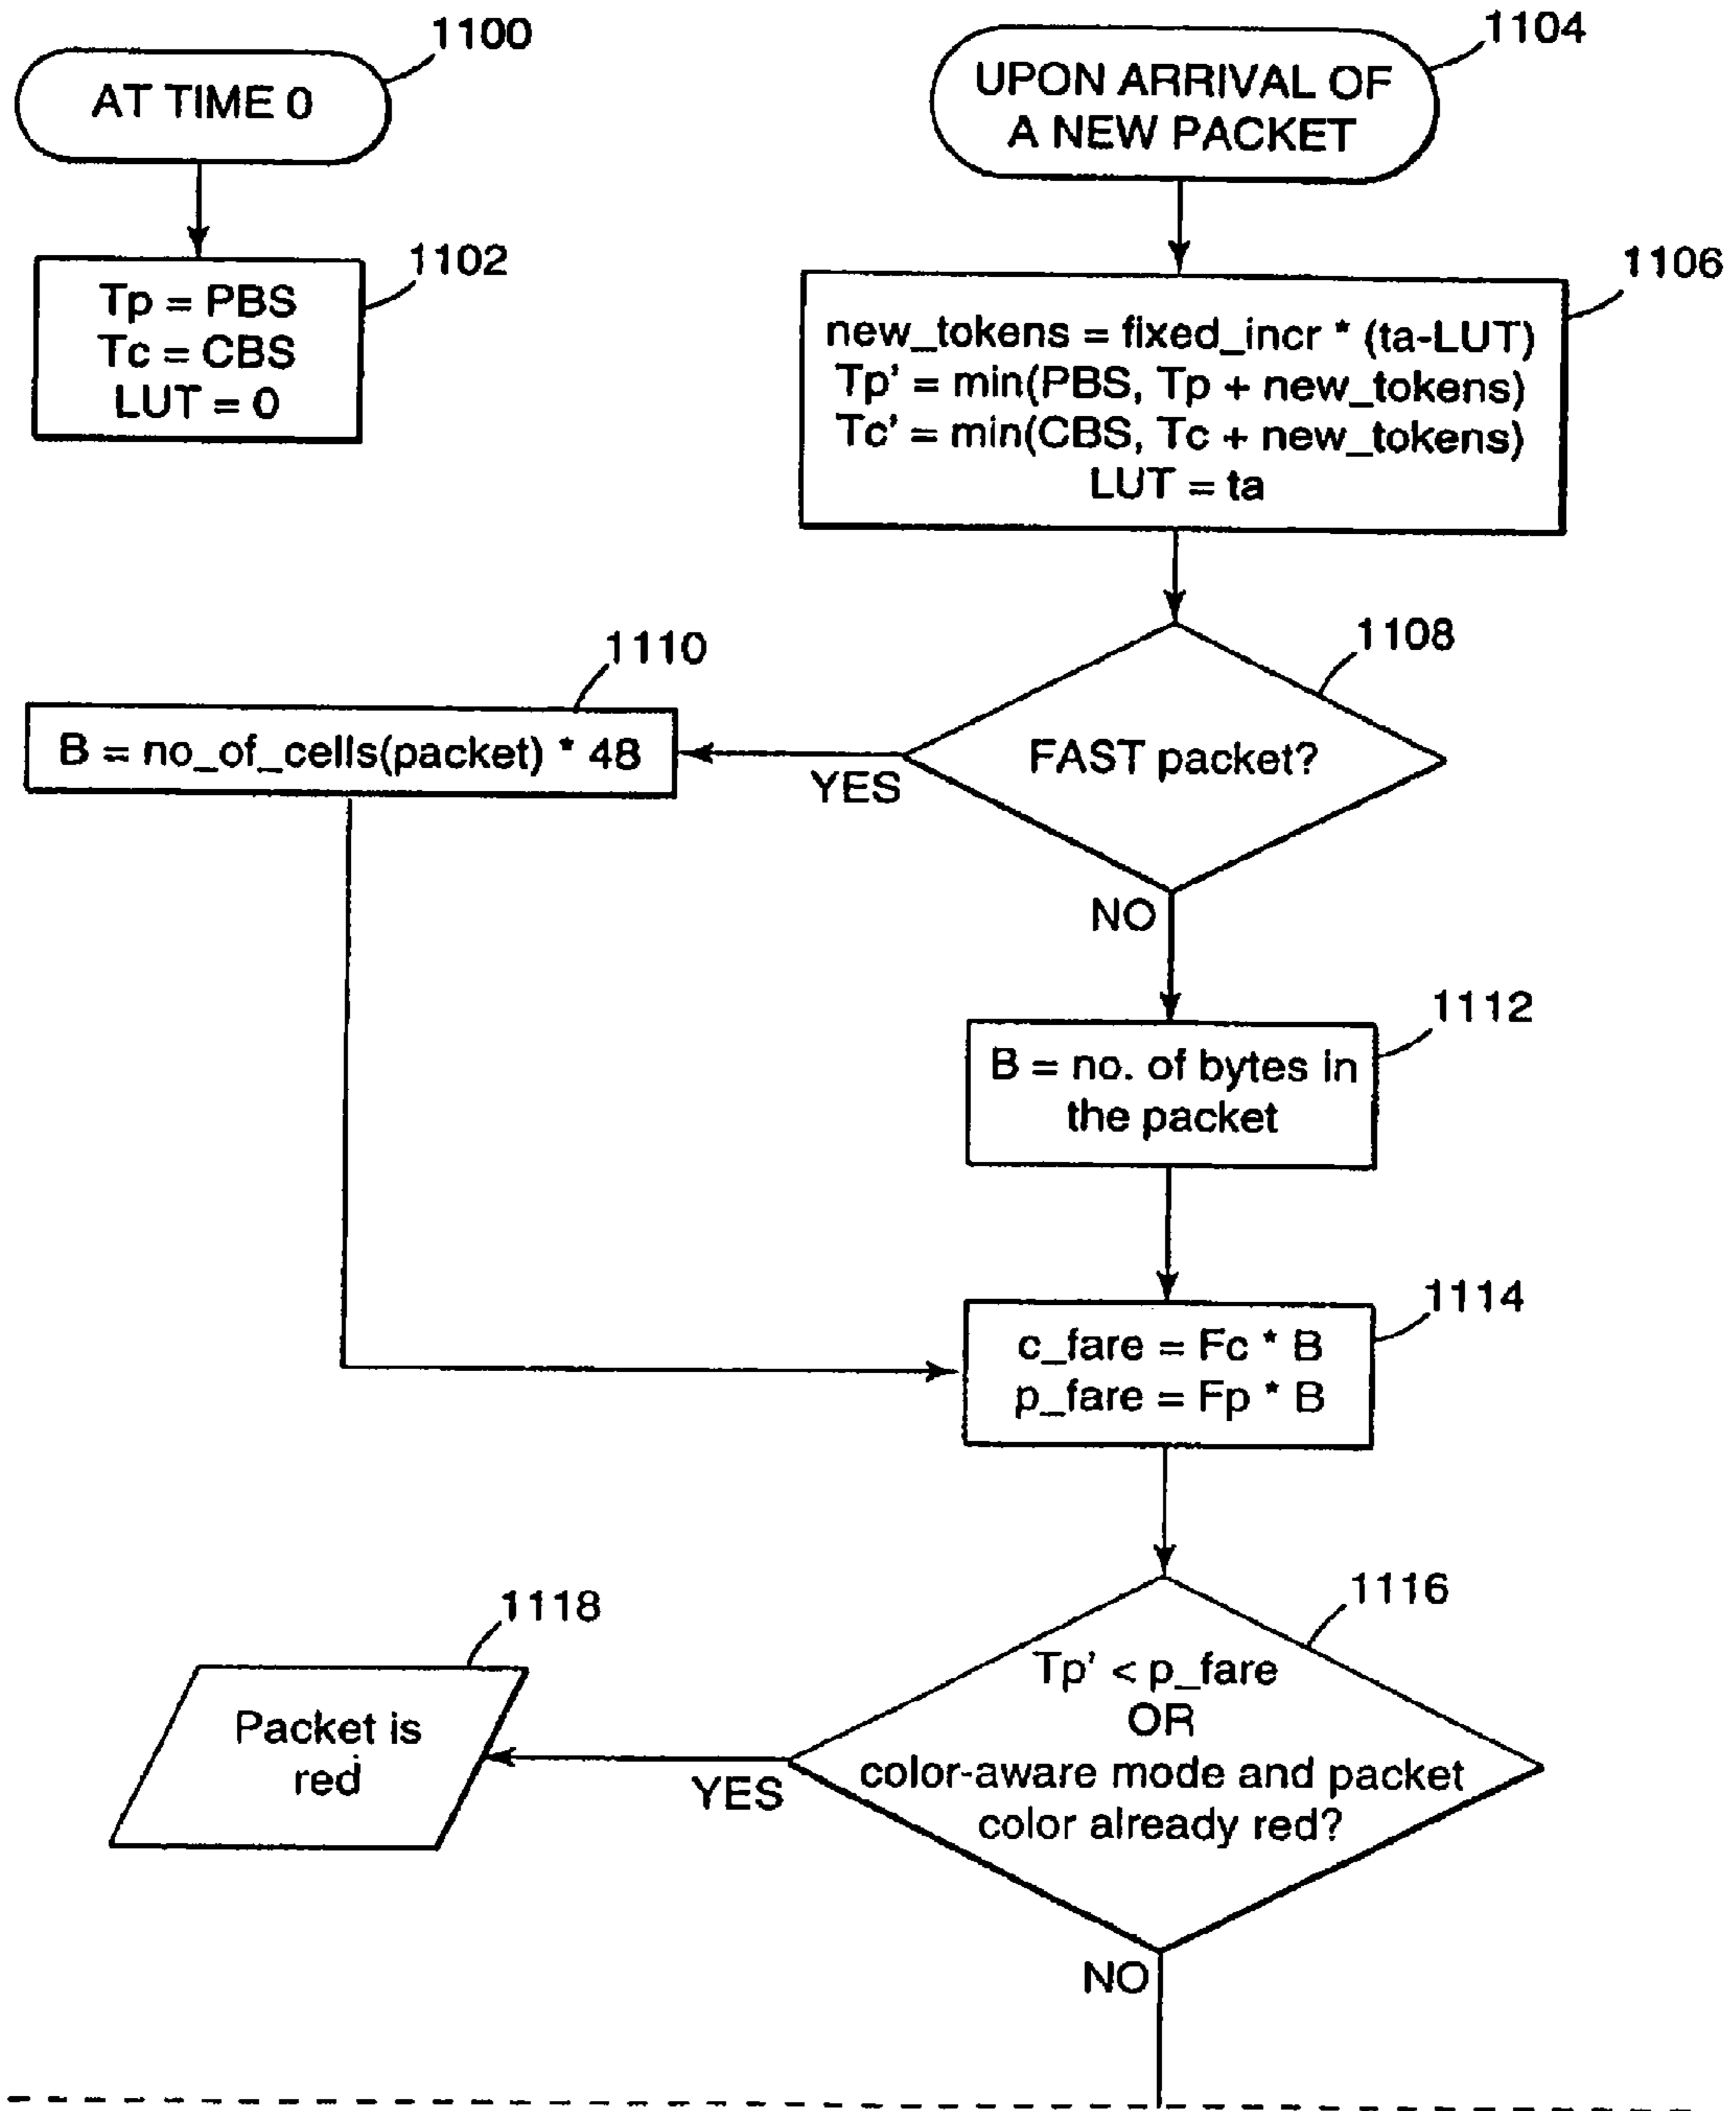 1100
AT TIME 0
1102
Tp = PBS
Tc = CBS
LUT = 0
1104
UPON ARRIVAL OF
A NEW PACKET
1106
new_tokens = fixed_incr * (ta-LUT)
Tp' = min(PBS, Tp + new_tokens)
Tc' = min(CBS, Tc + new_tokens)
LUT = ta
1108
FAST packet?
YES
1110
B = no_of_cells(packet) * 48
NO
1112
B = no. of bytes in
the packet
1114
c_fare = Fc * B
p_fare = Fp * B
1116
Tp' < p_fare
OR
color-aware mode and packet
color already red?
YES
1118
Packet is
red
NO